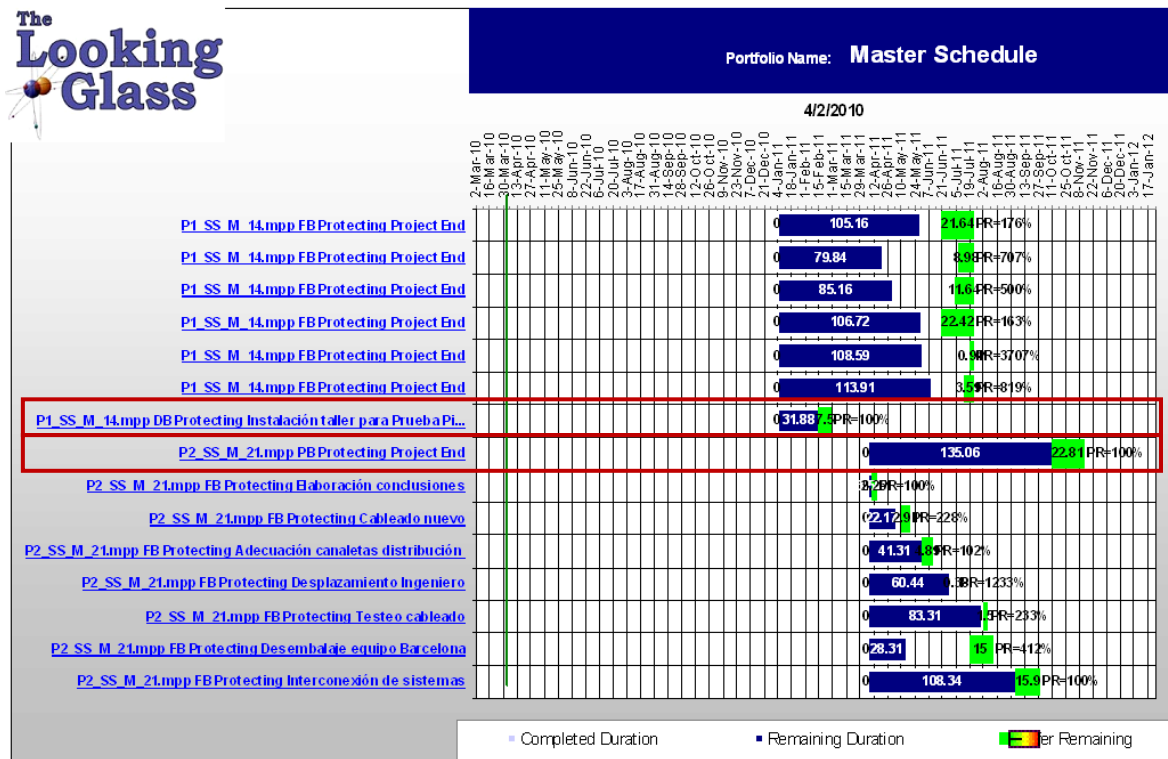 The
Looking
Glass
Portfolio Name: Master Schedule
4/2/2010
2-Mar-10 16-Mar-10 30-Mar-10 13-Apr-10 27-Apr-10 11-May-10 25-May-10 8-Jun-10 22-Jun-10 6-Jul-10 20-Jul-10 3-Aug-10 17-Aug-10 31-Aug-10 14-Sep-10 28-Sep-10 12-Oct-10 26-Oct-10 9-Nov-10 23-Nov-10 7-Dec-10 21-Dec-10 4-Jan-11 18-Jan-11 1-Feb-11 15-Feb-11 1-Mar-11 15-Mar-11 29-Mar-11 12-Apr-11 26-Apr-11 10-May-11 24-May-11 7-Jun-11 21-Jun-11 5-Jul-11 19-Jul-11 2-Aug-11 16-Aug-11 30-Aug-11 13-Sep-11 27-Sep-11 11-Oct-11 25-Oct-11 8-Nov-11 22-Nov-11 6-Dec-11 20-Dec-11 3-Jan-12 17-Jan-12
P1_SS_M_14.mpp FB Protecting Project End 0 105.16 21.64 PR=176%
P1_SS_M_14.mpp FB Protecting Project End 0 79.84 8.98 PR=707%
P1_SS_M_14.mpp FB Protecting Project End 0 85.16 11.64 PR=500%
P1_SS_M_14.mpp FB Protecting Project End 0 106.72 22.42 PR=163%
P1_SS_M_14.mpp FB Protecting Project End 0 108.59 PR=3707%
P1_SS_M_14.mpp FB Protecting Project End 0 113.91 3.59 PR=819%
P1_SS_M_14.mpp DB Protecting Instalación taller para Prueba Pi... 0 31.88 7.5 PR=100%
P2_SS_M_21.mpp PB Protecting Project End 0 135.06 22.81 PR=100%
P2_SS_M_21.mpp FB Protecting Elaboración conclusiones PR=100%
P2_SS_M_21.mpp FB Protecting Cableado nuevo 0 22.17 PR=228%
P2_SS_M_21.mpp FB Protecting Adecuación canaletas distribución 0 41.31 PR=102%
P2_SS_M_21.mpp FB Protecting Desplazamiento Ingeniero 0 60.44 PR=1233%
P2_SS_M_21.mpp FB Protecting Testeo cableado 0 83.31 PR=233%
P2_SS_M_21.mpp FB Protecting Desembalaje equipo Barcelona 0 28.31 15 PR=412%
P2_SS_M_21.mpp FB Protecting Interconexión de sistemas 0 108.34 15.9 PR=100%
Completed Duration Remaining Duration er Remaining